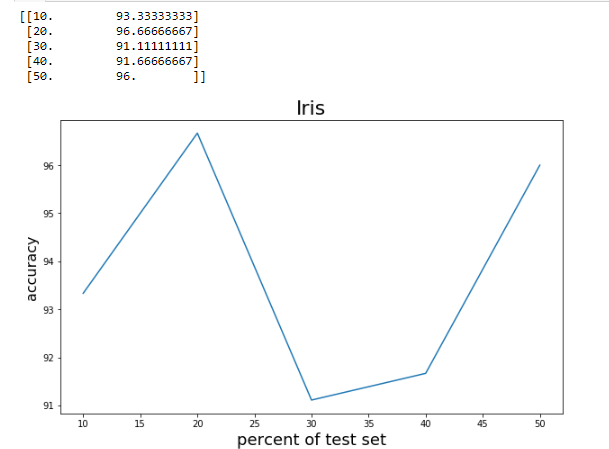 [[10.         93.33333333]
 [20.         96.66666667]
 [30.         91.11111111]
 [40.         91.66666667]
 [50.         96.        ]]
Iris
96
95
94
93
92
91
accuracy
10 15 20 25 30 35 40 45 50
percent of test set